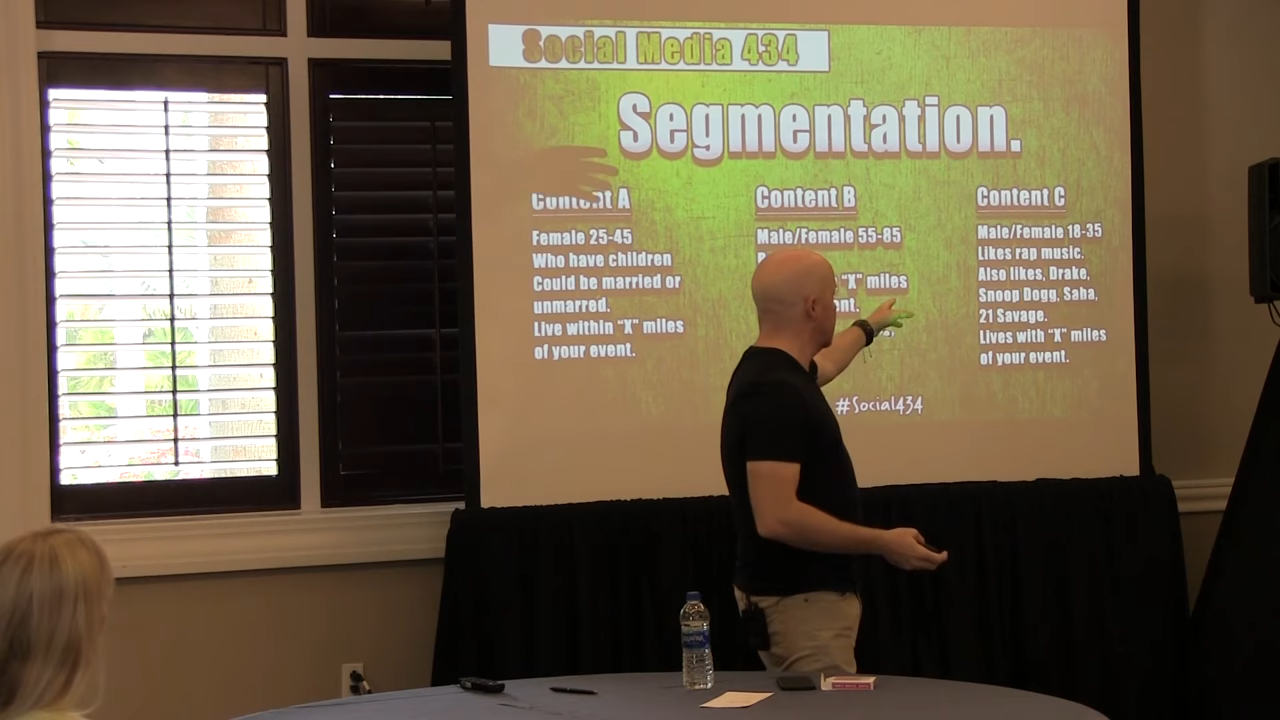 Social Media 434
Segmentation.
Content A
Female 25-45
Who have children
Could be married or
unmarried.
Live within “X” miles
of your event.
Content B
Male/Female 55-85
“X” miles
Content C
Male/Female 18-35
Likes rap music.
Also likes, Drake,
Snoop Dogg, Saha,
21 Savage.
Lives with “X” miles
of your event.
#Social434